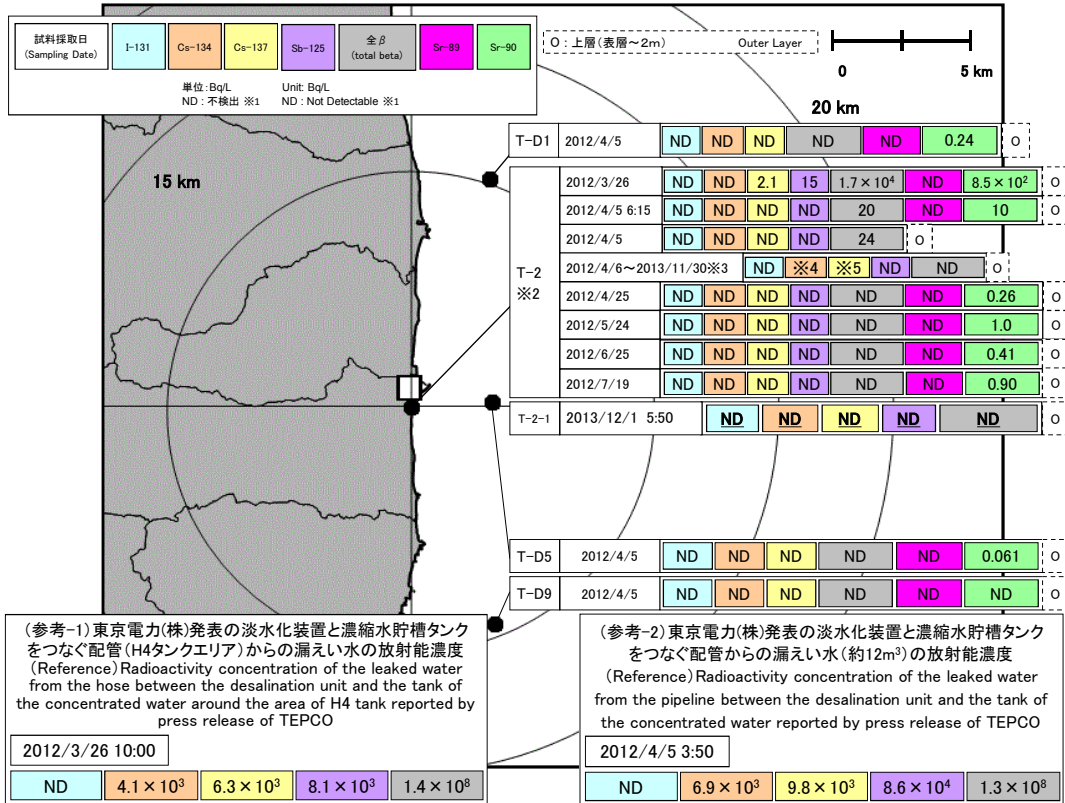 試料採取日
(Sampling Date)
I-131
Cs-134
Cs-137
Sb-125
全β
(total beta)
Sr-89
Sr-90
単位:Bq/L Unit: Bq/L
ND : 不検出 ※1 ND : Not Detectable ※1
O : 上層(表層～2m) Outer Layer
0 5 km
20 km
15 km
T-D1 2012/4/5 ND ND ND ND ND 0.24 O
T-2
※2
2012/3/26 ND ND 2.1 15 1.7×10⁴ ND 8.5×10² O
2012/4/5 6:15 ND ND ND ND 20 ND 10 O
2012/4/5 ND ND ND ND 24 O
2012/4/6～2013/11/30※3 ND ※4 ※5 ND ND O
2012/4/25 ND ND ND ND ND ND 0.26 O
2012/5/24 ND ND ND ND ND ND 1.0 O
2012/6/25 ND ND ND ND ND ND 0.41 O
2012/7/19 ND ND ND ND ND ND 0.90 O
T-2-1 2013/12/1 5:50 ND ND ND ND ND O
T-D5 2012/4/5 ND ND ND ND ND 0.061 O
T-D9 2012/4/5 ND ND ND ND ND ND O
(参考-1)東京電力(株)発表の淡水化装置と濃縮水貯槽タンク
をつなぐ配管(H4タンクエリア)からの漏えい水の放射能濃度
(Reference)Radioactivity concentration of the leaked water
from the hose between the desalination unit and the tank of
the concentrated water around the area of H4 tank reported by
press release of TEPCO
2012/3/26 10:00
ND 4.1×10³ 6.3×10³ 8.1×10³ 1.4×10⁸
(参考-2)東京電力(株)発表の淡水化装置と濃縮水貯槽タンク
をつなぐ配管からの漏えい水(約12m³)の放射能濃度
(Reference)Radioactivity concentration of the leaked water
from the pipeline between the desalination unit and the tank of
the concentrated water reported by press release of TEPCO
2012/4/5 3:50
ND 6.9×10³ 9.8×10³ 8.6×10⁴ 1.3×10⁸